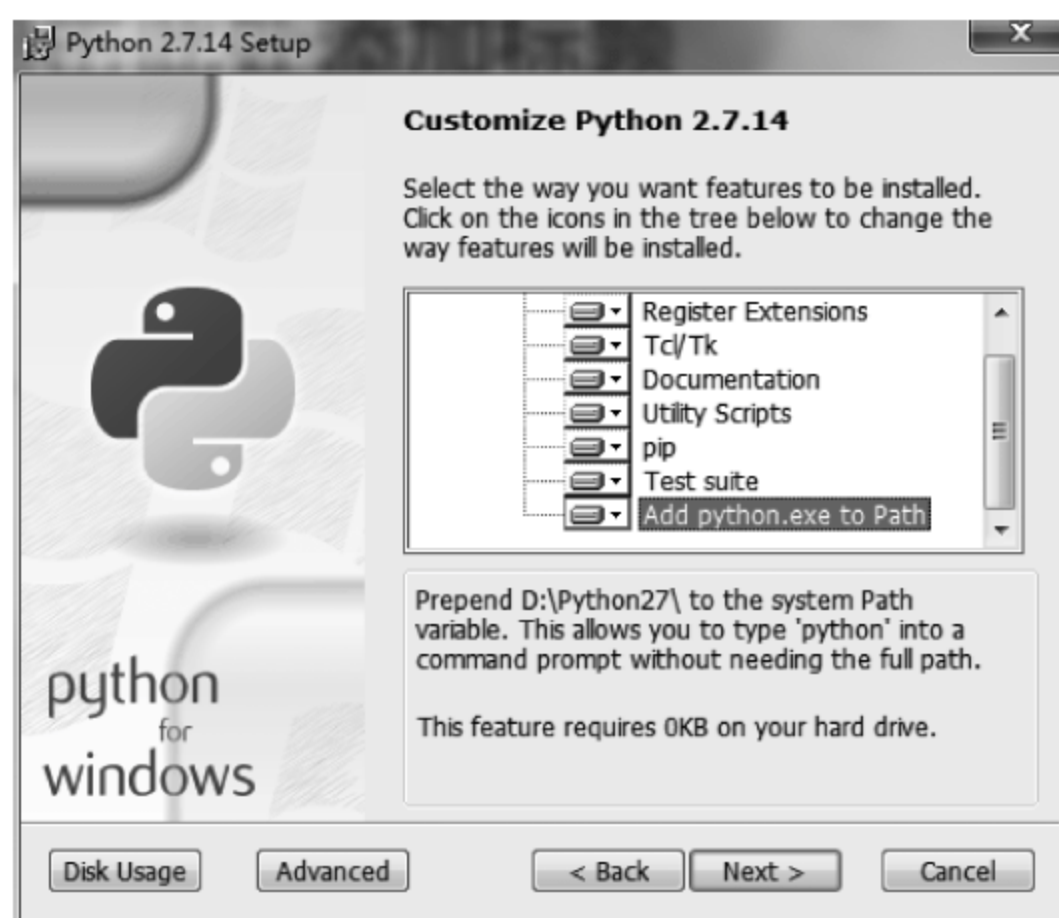 Python 2.7.14 Setup
Customize Python 2.7.14
Select the way you want features to be installed.
Click on the icons in the tree below to change the
way features will be installed.
Register Extensions
Tcl/Tk
Documentation
Utility Scripts
pip
Test suite
Add python.exe to Path
Prepend D:\Python27\ to the system Path
variable. This allows you to type 'python' into a
command prompt without needing the full path.
This feature requires 0KB on your hard drive.
python
for
windows
Disk Usage
Advanced
< Back
Next >
Cancel